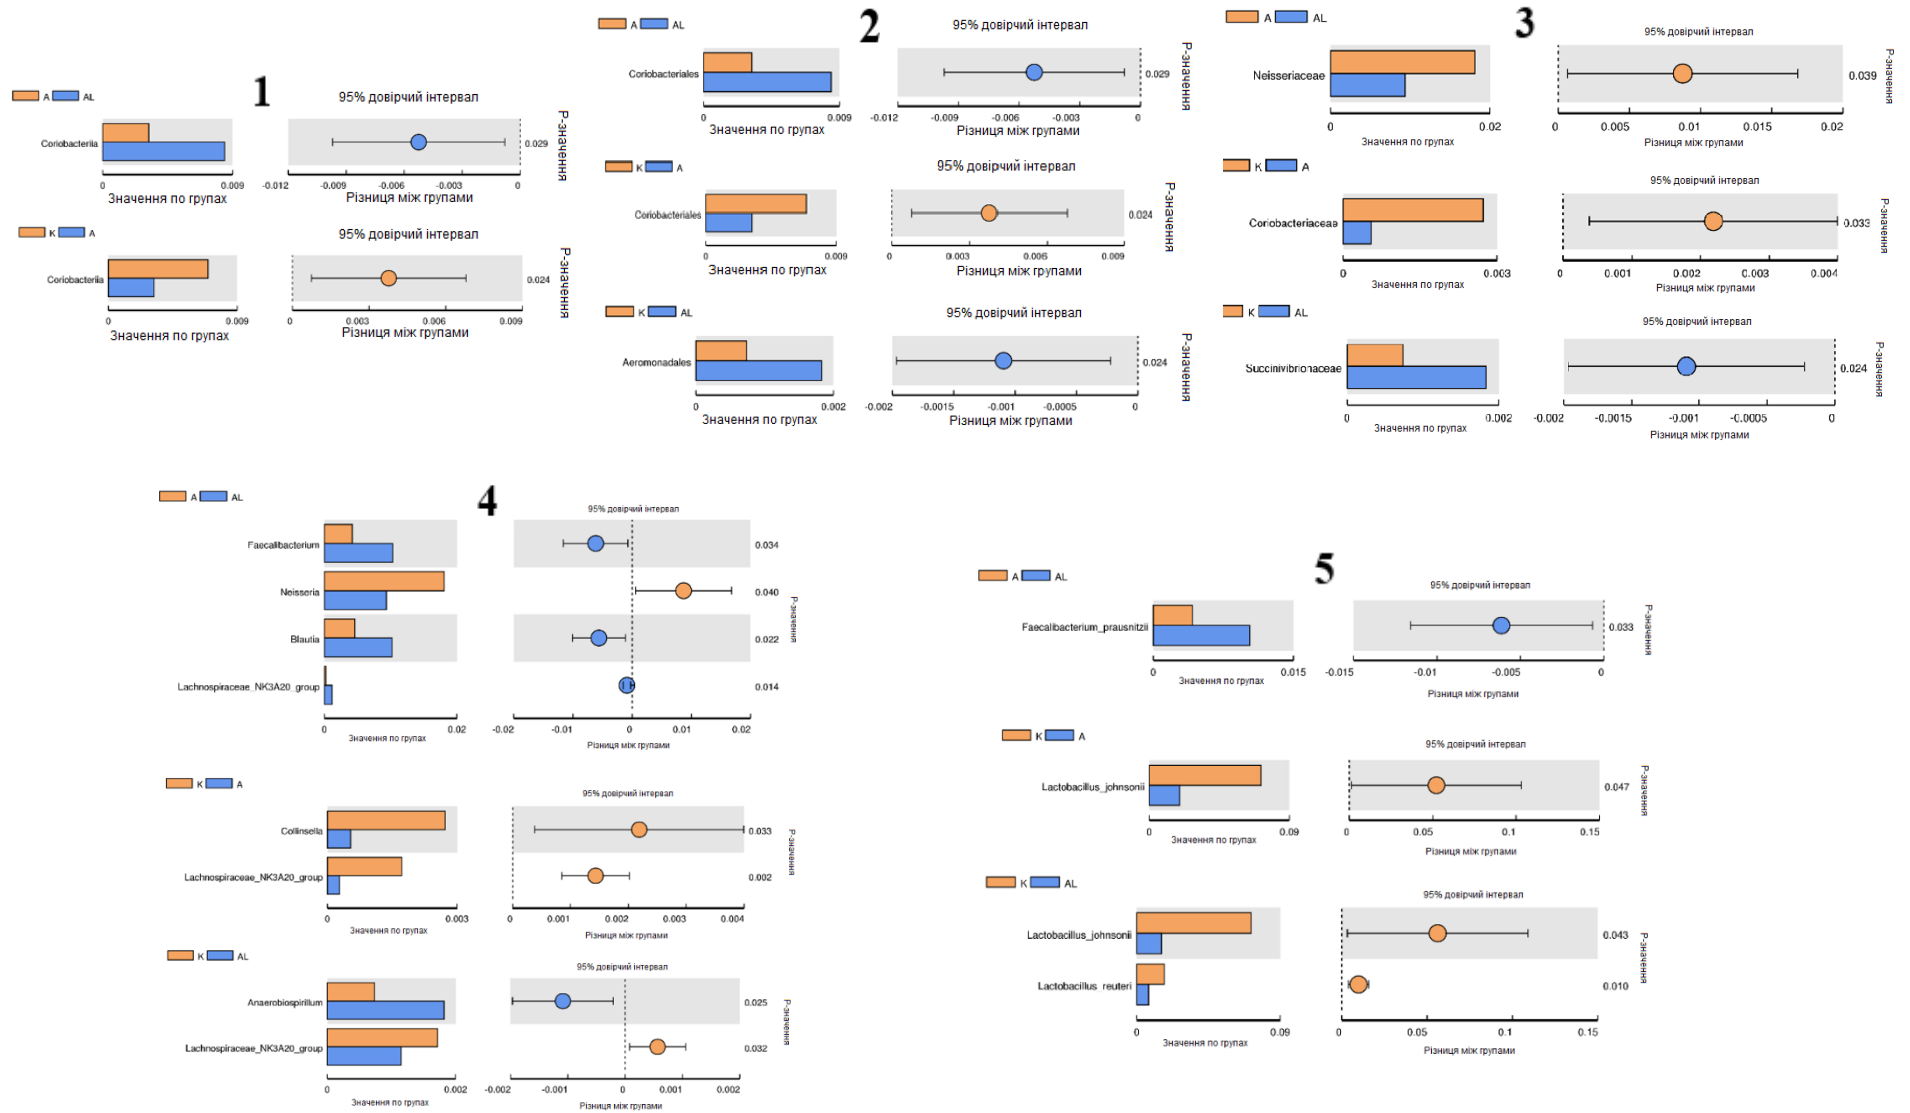 1
A AL
95% довірчий інтервал
Coriobacteriia
0.029
Р-значення
0 0.009
-0.012 -0.009 -0.006 -0.003 0
Значення по групах
Різниця між групами
K A
95% довірчий інтервал
Coriobacteriia
0.024
Р-значення
0 0.009
0 0.003 0.006 0.009
Значення по групах
Різниця між групами
2
A AL
95% довірчий інтервал
Coriobacteriales
0.029
Р-значення
0 0.009
-0.012 -0.009 -0.006 -0.003 0
Значення по групах
Різниця між групами
K A
95% довірчий інтервал
Coriobacteriales
0.024
Р-значення
0 0.009
0 0.003 0.006 0.009
Значення по групах
Різниця між групами
K AL
95% довірчий інтервал
Aeromonadales
0.024
Р-значення
0 0.002
-0.002 -0.0015 -0.001 -0.0005 0
Значення по групах
Різниця між групами
3
A AL
95% довірчий інтервал
Neisseriaceae
0.039
Р-значення
0 0.02
0 0.005 0.01 0.015 0.02
Значення по групах
Різниця між групами
K A
95% довірчий інтервал
Coriobacteriaceae
0.033
Р-значення
0 0.003
0 0.001 0.002 0.003 0.004
Значення по групах
Різниця між групами
K AL
95% довірчий інтервал
Succinivibrionaceae
0.024
Р-значення
0 0.002
-0.002 -0.0015 -0.001 -0.0005 0
Значення по групах
Різниця між групами
4
A AL
95% довірчий інтервал
Faecalibacterium
0.034
Neisseria
0.040
Blautia
0.022
Lachnospiraceae_NK3A20_group
0.014
Р-значення
0 0.02
-0.02 -0.01 0 0.01 0.02
Значення по групах
Різниця між групами
K A
95% довірчий інтервал
Collinsella
0.033
Lachnospiraceae_NK3A20_group
0.002
Р-значення
0 0.003
0 0.001 0.002 0.003 0.004
Значення по групах
Різниця між групами
K AL
95% довірчий інтервал
Anaerobiospirillum
0.025
Lachnospiraceae_NK3A20_group
0.032
Р-значення
0 0.002
-0.002 -0.001 0 0.001 0.002
Значення по групах
Різниця між групами
5
A AL
95% довірчий інтервал
Faecalibacterium_prausnitzii
0.033
Р-значення
0 0.015
-0.015 -0.01 -0.005 0
Значення по групах
Різниця між групами
K A
95% довірчий інтервал
Lactobacillus_johnsonii
0.047
Р-значення
0 0.09
0 0.05 0.1 0.15
Значення по групах
Різниця між групами
K AL
95% довірчий інтервал
Lactobacillus_johnsonii
0.043
Lactobacillus reuteri
0.010
Р-значення
0 0.09
0 0.05 0.1 0.15
Значення по групах
Різниця між групами